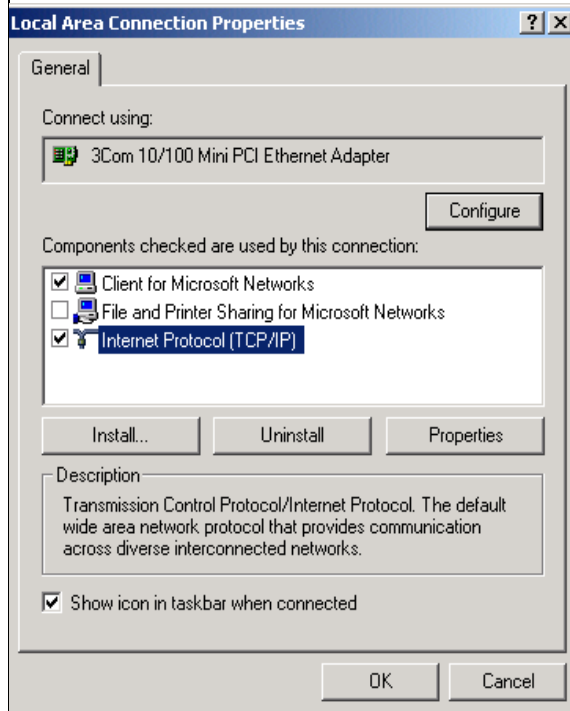 Local Area Connection Properties
General
Connect using:
3Com 10/100 Mini PCI Ethernet Adapter
Configure
Components checked are used by this connection:
Client for Microsoft Networks
File and Printer Sharing for Microsoft Networks
Internet Protocol (TCP/IP)
Install... Uninstall Properties
Description
Transmission Control Protocol/Internet Protocol. The default
wide area network protocol that provides communication
across diverse interconnected networks.
Show icon in taskbar when connected
OK Cancel